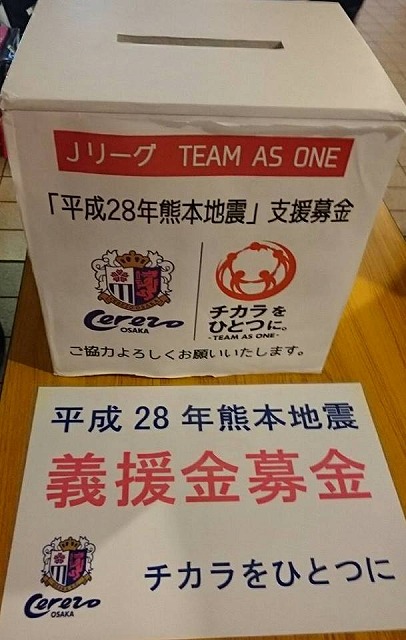 Jリーグ TEAM AS ONE
「平成28年熊本地震」支援募金
Cerezo
OSAKA
チカラを
ひとつに。
-TEAM AS ONE-
ご協力よろしくお願いいたします。
平成28年熊本地震
義援金募金
Cerezo
OSAKA
チカラをひとつに